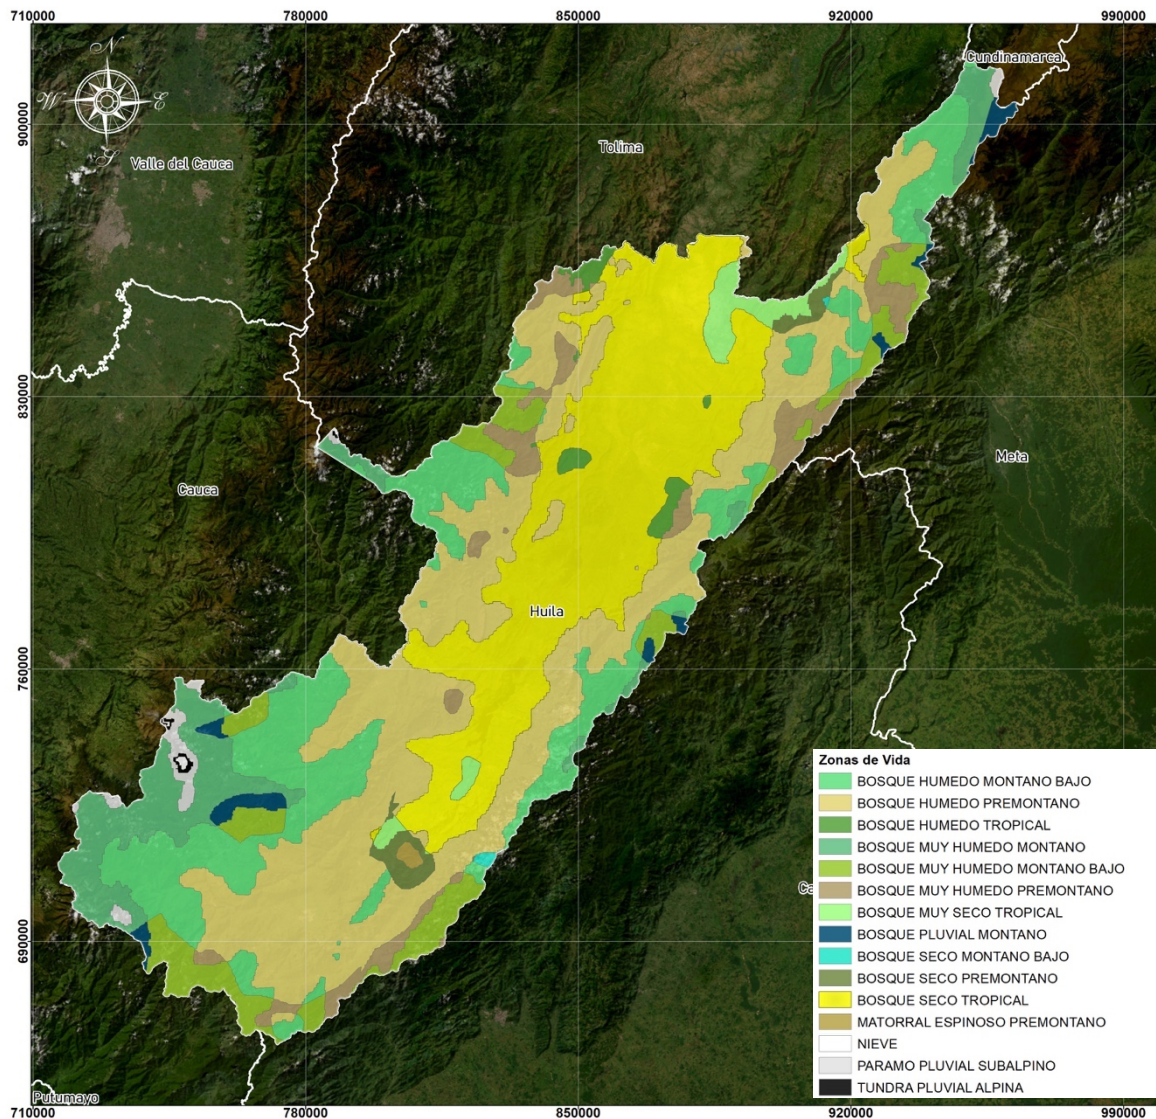 710000 780000 850000 920000 990000
N
W E
S
Cundinamarca
900000
Tolima
Valle del Cauca
830000
Meta
Cauca
Huila
760000
Zonas de Vida
BOSQUE HUMEDO MONTANO BAJO
BOSQUE HUMEDO PREMONTANO
BOSQUE HUMEDO TROPICAL
BOSQUE MUY HUMEDO MONTANO
BOSQUE MUY HUMEDO MONTANO BAJO
BOSQUE MUY HUMEDO PREMONTANO
BOSQUE MUY SECO TROPICAL
BOSQUE PLUVIAL MONTANO
BOSQUE SECO MONTANO BAJO
BOSQUE SECO PREMONTANO
BOSQUE SECO TROPICAL
MATORRAL ESPINOSO PREMONTANO
NIEVE
PARAMO PLUVIAL SUBALPINO
TUNDRA PLUVIAL ALPINA
Ca
690000
Putumayo
710000 780000 850000 920000 990000